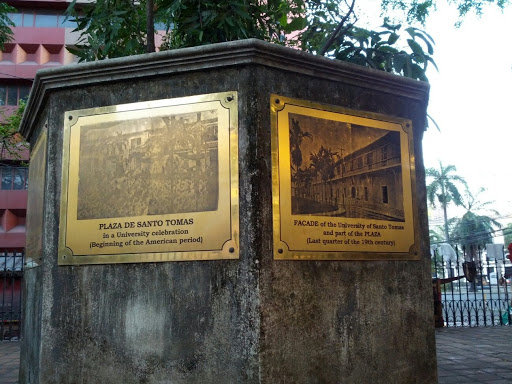 PLAZA DE SANTO TOMAS
in a University celebration
(Beginning of the American period)
FACADE of the University of Santo Tomas
and part of the PLAZA
(Last quarter of the 19th century)